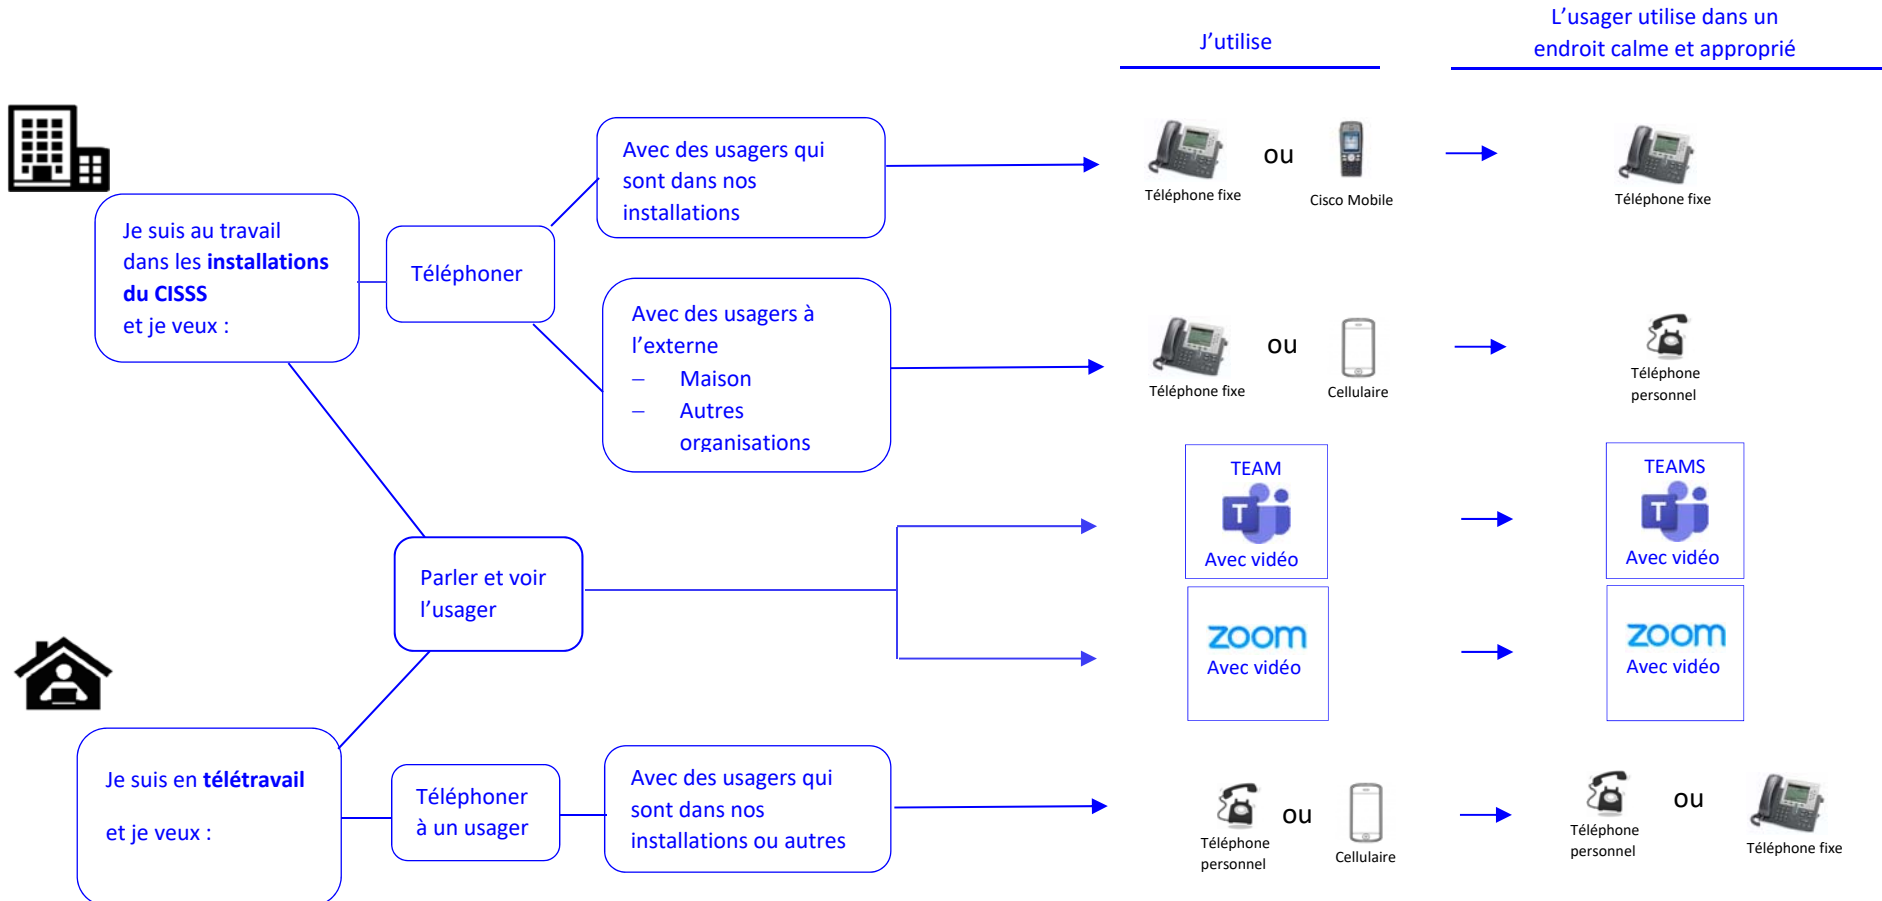 J’utilise
L’usager utilise dans un
endroit calme et approprié
Avec des usagers qui
sont dans nos
installations
ou
Téléphone fixe
Cisco Mobile
Téléphone fixe
Je suis au travail
dans les installations
du CISSS
et je veux :
Téléphoner
Avec des usagers à
l’externe
– Maison
– Autres
organisations
ou
Téléphone fixe
Cellulaire
Téléphone
personnel
TEAM
T
Avec vidéo
TEAMS
T
Avec vidéo
Parler et voir
l’usager
zoom
Avec vidéo
zoom
Avec vidéo
Je suis en télétravail
et je veux :
Téléphoner
à un usager
Avec des usagers qui
sont dans nos
installations ou autres
ou
Téléphone
personnel
Cellulaire
ou
Téléphone
personnel
Téléphone fixe